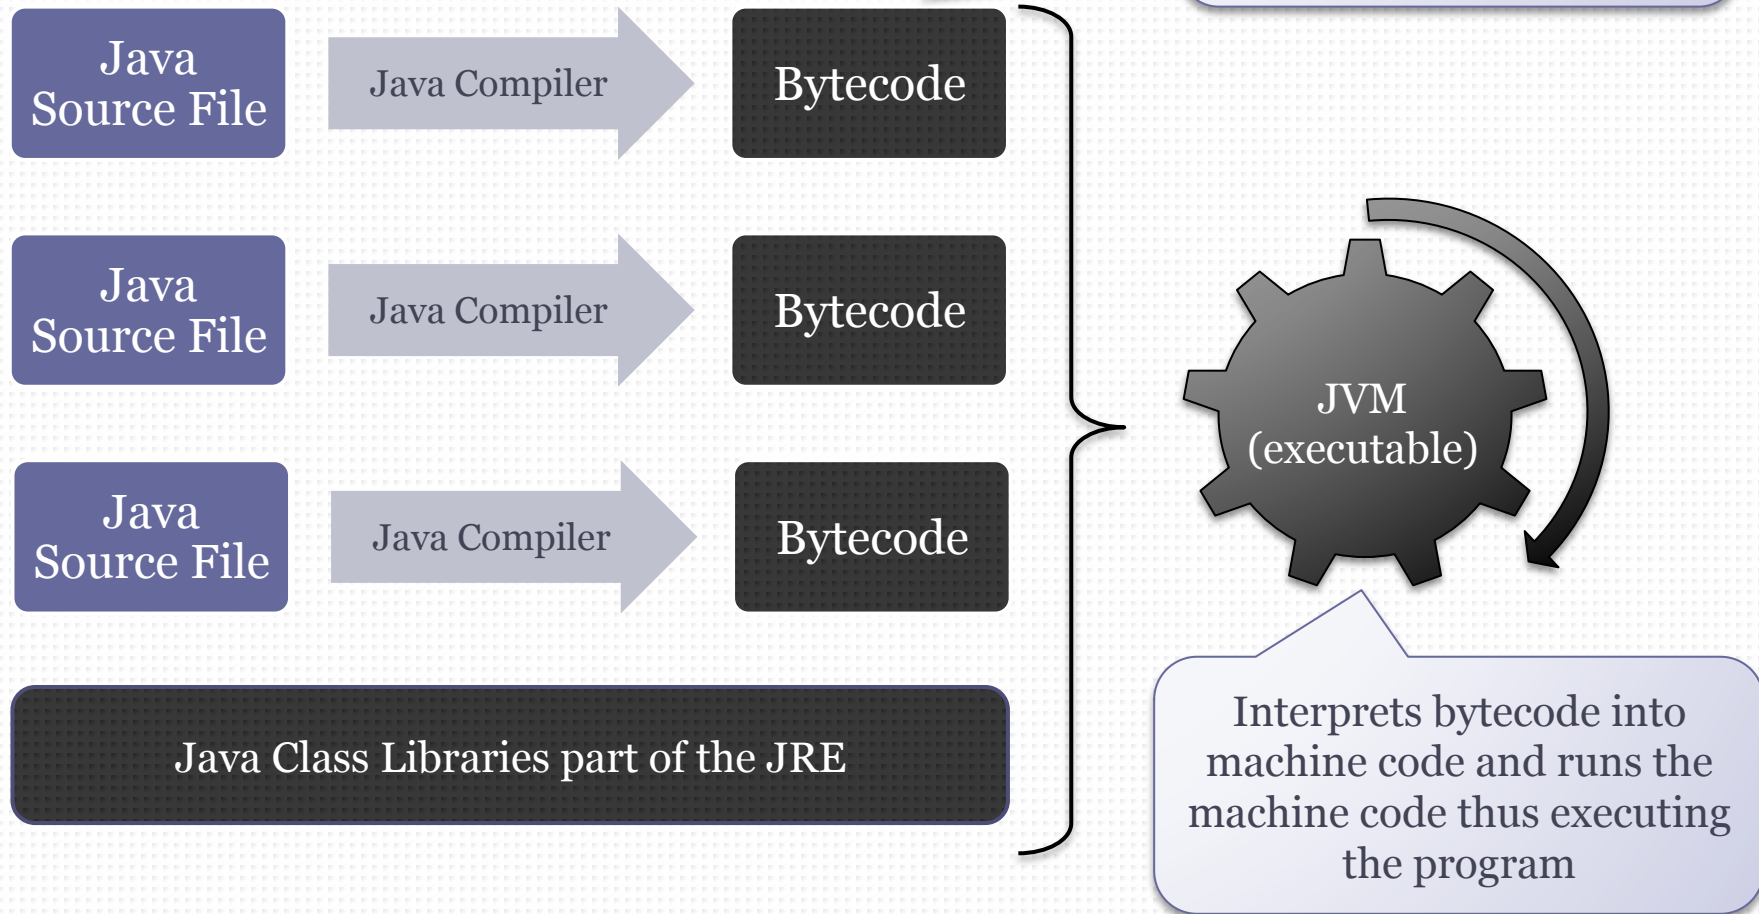 Java
Source File
Java Compiler
Bytecode
Java
Source File
Java Compiler
Bytecode
JVM
(executable)
Java
Source File
Java Compiler
Bytecode
Java Class Libraries part of the JRE
Interprets bytecode into
machine code and runs the
machine code thus executing
the program